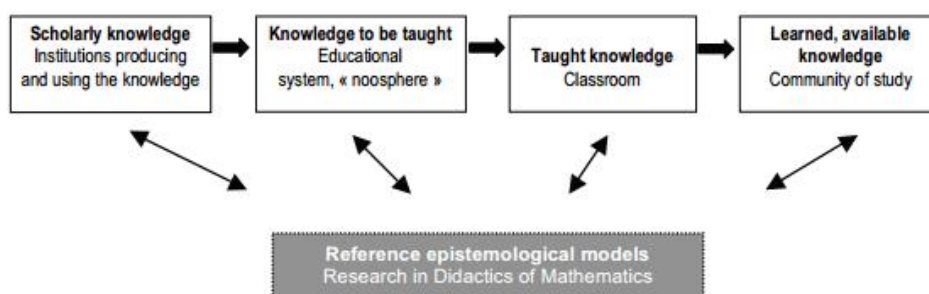 Scholarly knowledge
Institutions producing
and using the knowledge
Knowledge to be taught
Educational
system, « noosphere »
Taught knowledge
Classroom
Learned, available
knowledge
Community of study
Reference epistemological models
Research in Didactics of Mathematics